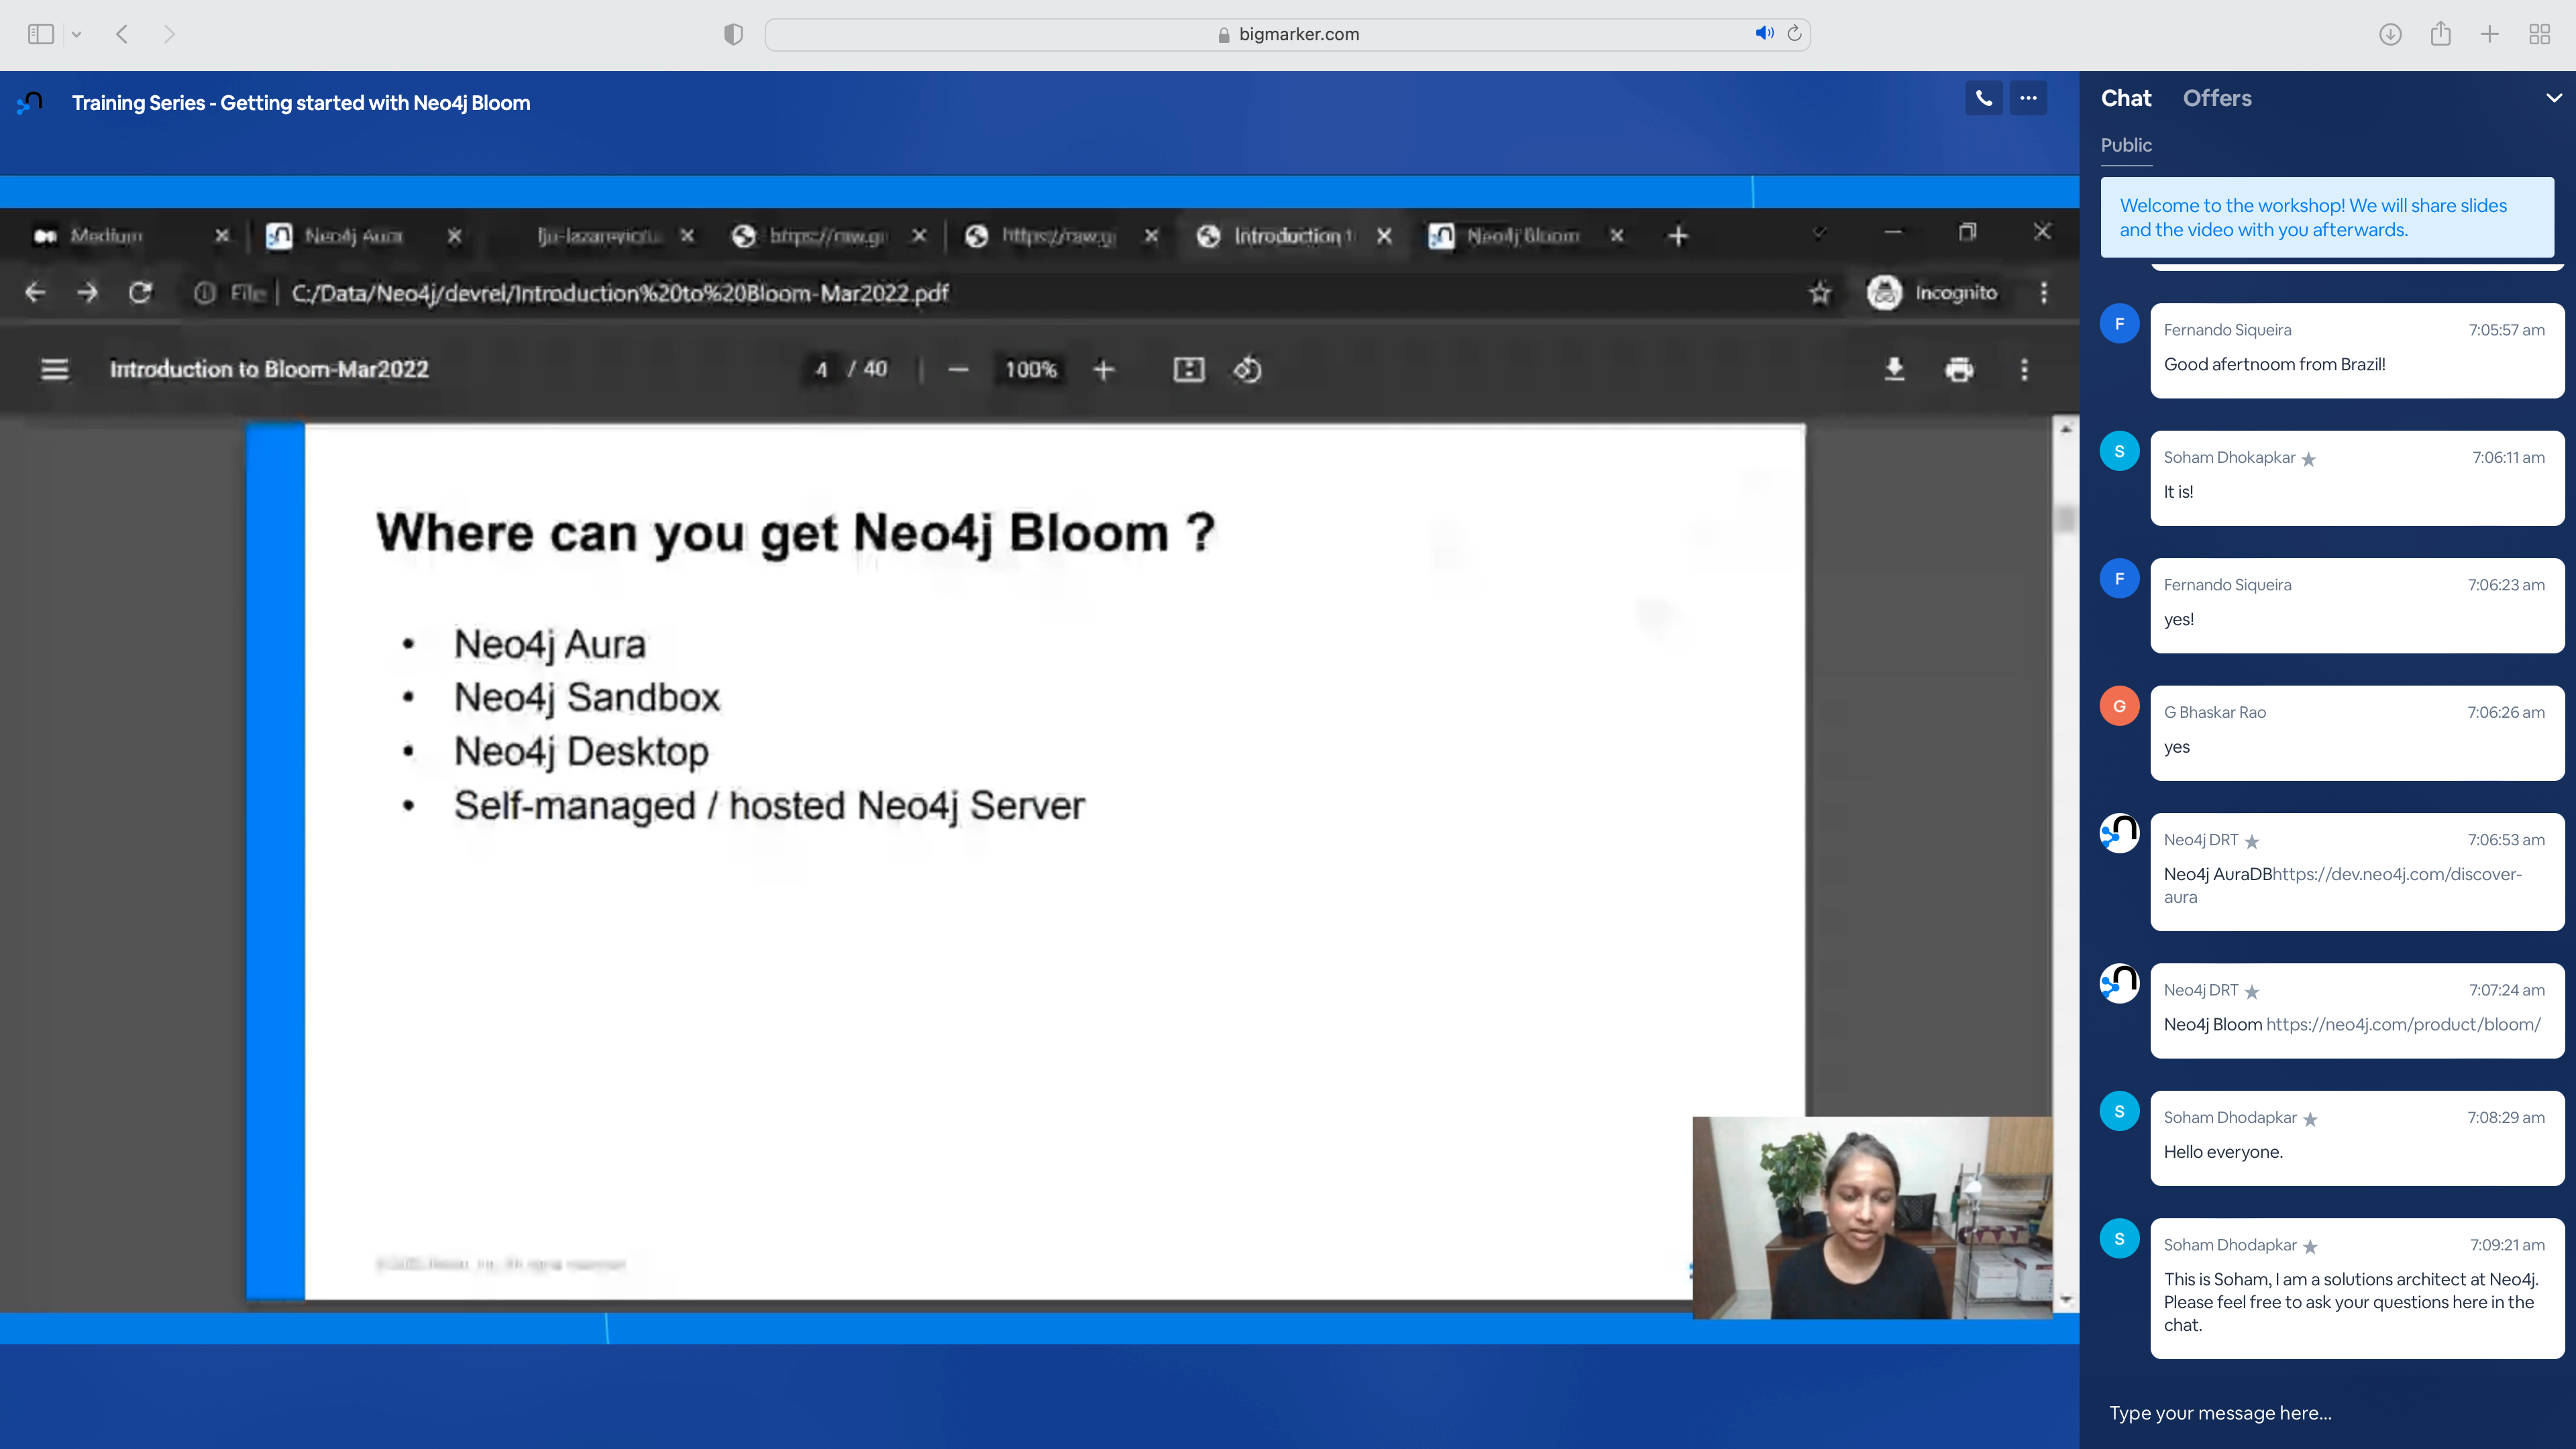 bigmarker.com
Training Series - Getting started with Neo4j Bloom
Medium
Neo4j Aura
https://raw.gi
https://raw.g
Introduction t
Neo4j Bloom
File
C:/Data/Neo4j/devrel/Introduction%20to%20Bloom-Mar2022.pdf
Incognito
Introduction to Bloom-Mar2022
4 / 40
100%
Where can you get Neo4j Bloom ?
• Neo4j Aura
• Neo4j Sandbox
• Neo4j Desktop
• Self-managed / hosted Neo4j Server
Chat
Offers
Public
Welcome to the workshop! We will share slides
and the video with you afterwards.
F
Fernando Siqueira 7:05:57 am
Good afertnoom from Brazil!
S
Soham Dhokapkar 7:06:11 am
It is!
F
Fernando Siqueira 7:06:23 am
yes!
G
G Bhaskar Rao 7:06:26 am
yes
Neo4j DRT 7:06:53 am
Neo4j AuraDBhttps://dev.neo4j.com/discover-
aura
Neo4j DRT 7:07:24 am
Neo4j Bloom https://neo4j.com/product/bloom/
S
Soham Dhodapkar 7:08:29 am
Hello everyone.
S
Soham Dhodapkar 7:09:21 am
This is Soham, I am a solutions architect at Neo4j.
Please feel free to ask your questions here in the
chat.
Type your message here...